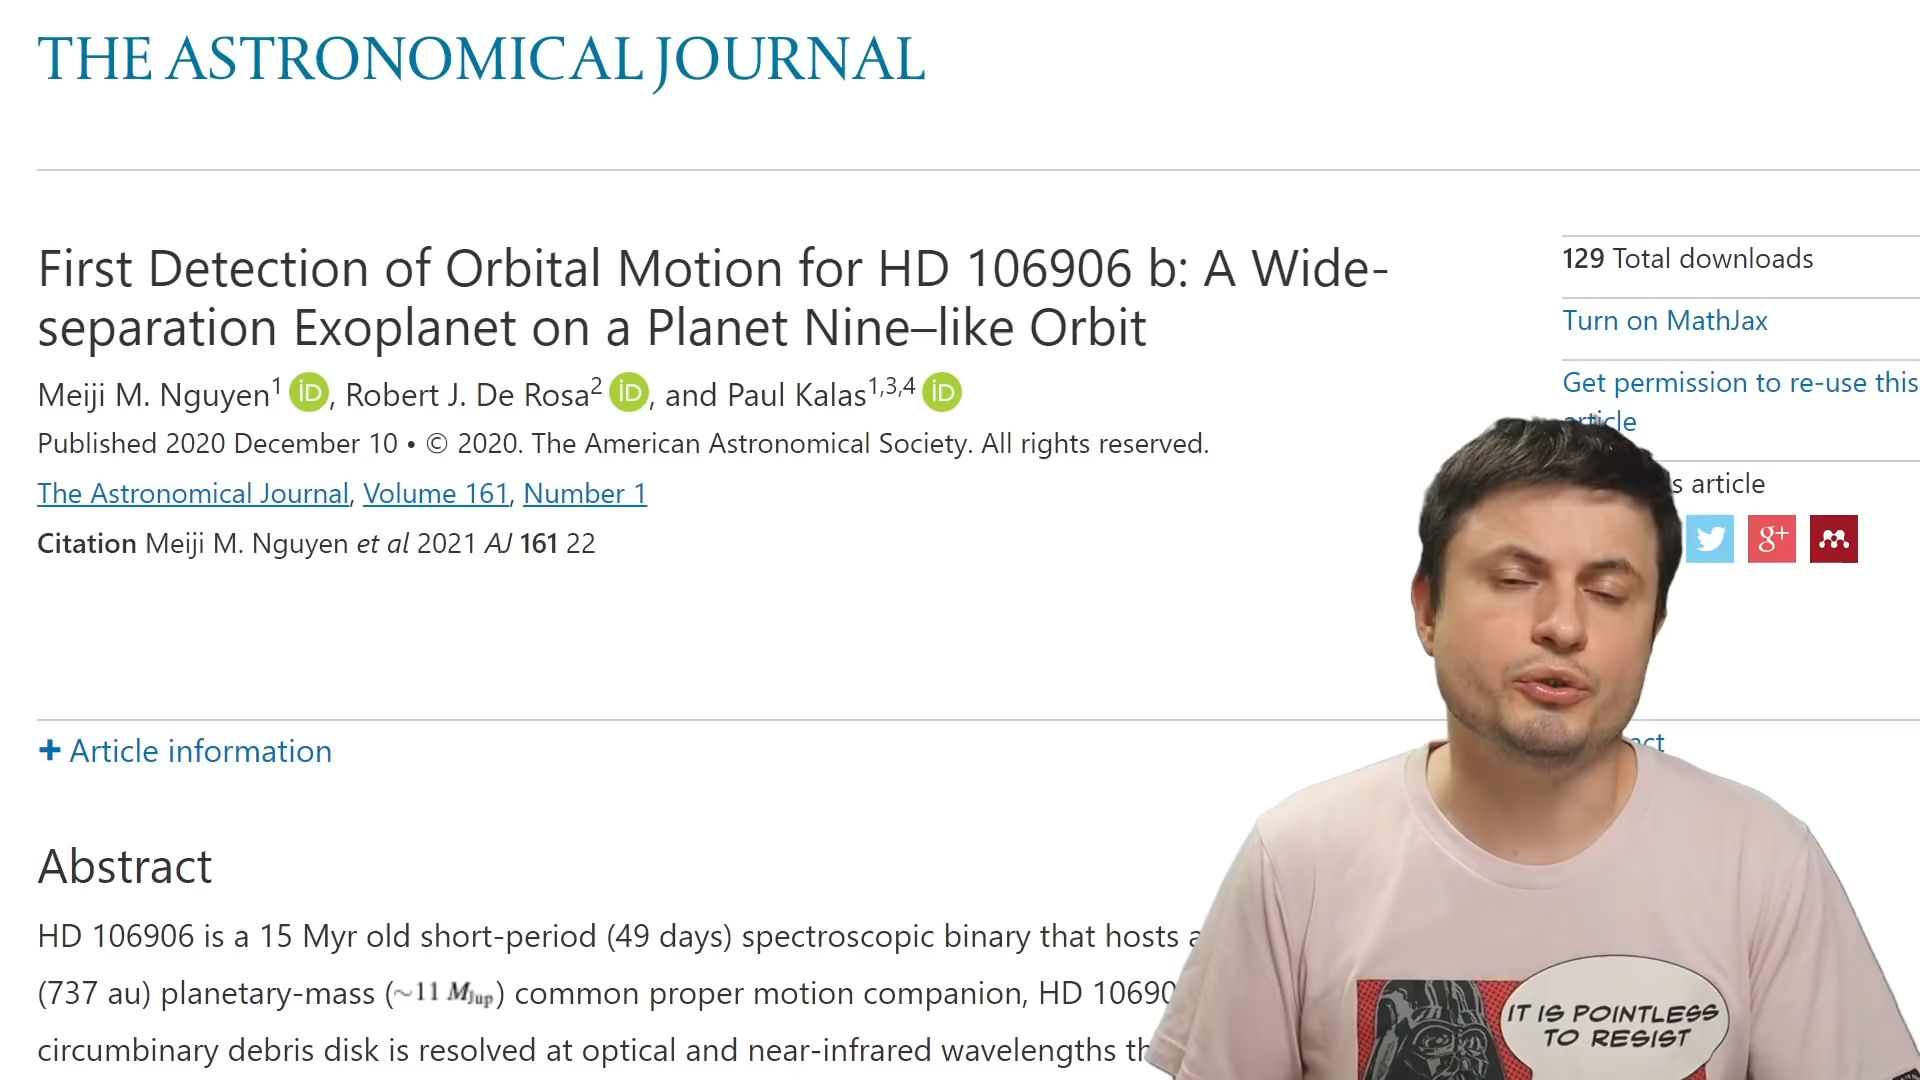 THE ASTRONOMICAL JOURNAL
First Detection of Orbital Motion for HD 106906 b: A Wide-
separation Exoplanet on a Planet Nine–like Orbit
Meiji M. Nguyen1 iD, Robert J. De Rosa2 iD, and Paul Kalas1,3,4 iD
Published 2020 December 10 • © 2020. The American Astronomical Society. All rights reserved.
The Astronomical Journal, Volume 161, Number 1
Citation Meiji M. Nguyen et al 2021 AJ 161 22
129 Total downloads
Turn on MathJax
Get permission to re-use this
article
s article
g+
+ Article information
Abstract
HD 106906 is a 15 Myr old short-period (49 days) spectroscopic binary that hosts a
(737 au) planetary-mass (~11 MJup) common proper motion companion, HD 10690
circumbinary debris disk is resolved at optical and near-infrared wavelengths th
IT IS POINTLESS
TO RESIST